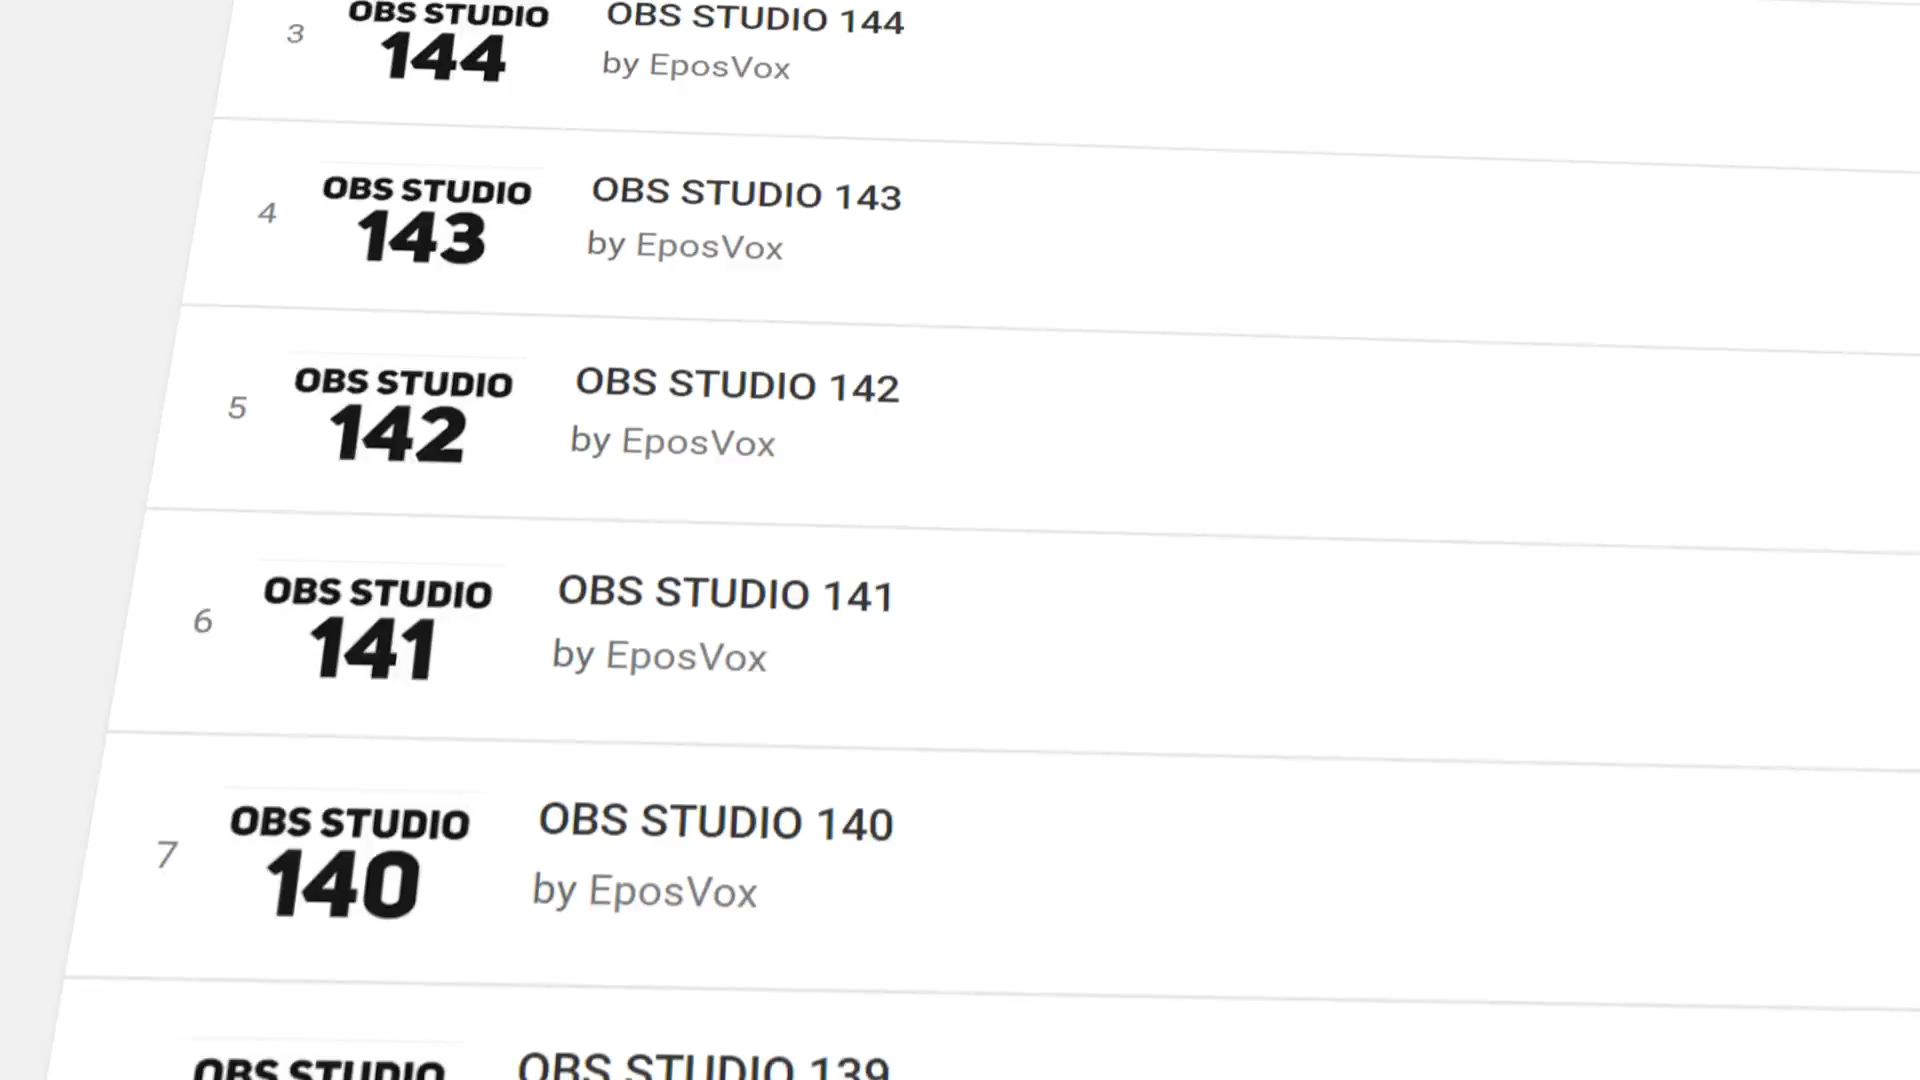 3
OBS STUDIO
144
OBS STUDIO 144
by EposVox
4
OBS STUDIO
143
OBS STUDIO 143
by EposVox
5
OBS STUDIO
142
OBS STUDIO 142
by EposVox
6
OBS STUDIO
141
OBS STUDIO 141
by EposVox
7
OBS STUDIO
140
OBS STUDIO 140
by EposVox
OBS STUDIO
OBS STUDIO 139